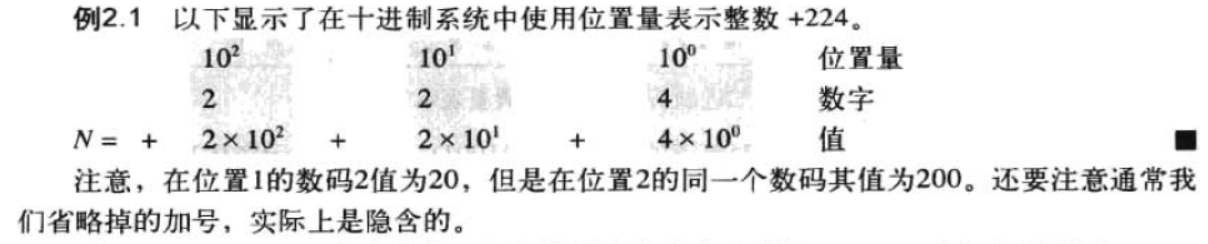 例2.1 以下显示了在十进制系统中使用位置量表示整数 +224。
10² 10¹ 10⁰ 位置量
2 2 4 数字
N = + 2×10² + 2×10¹ + 4×10⁰ 值 ■
注意，在位置1的数码2值为20，但是在位置2的同一个数码其值为200。还要注意通常我
们省略掉的加号，实际上是隐含的。